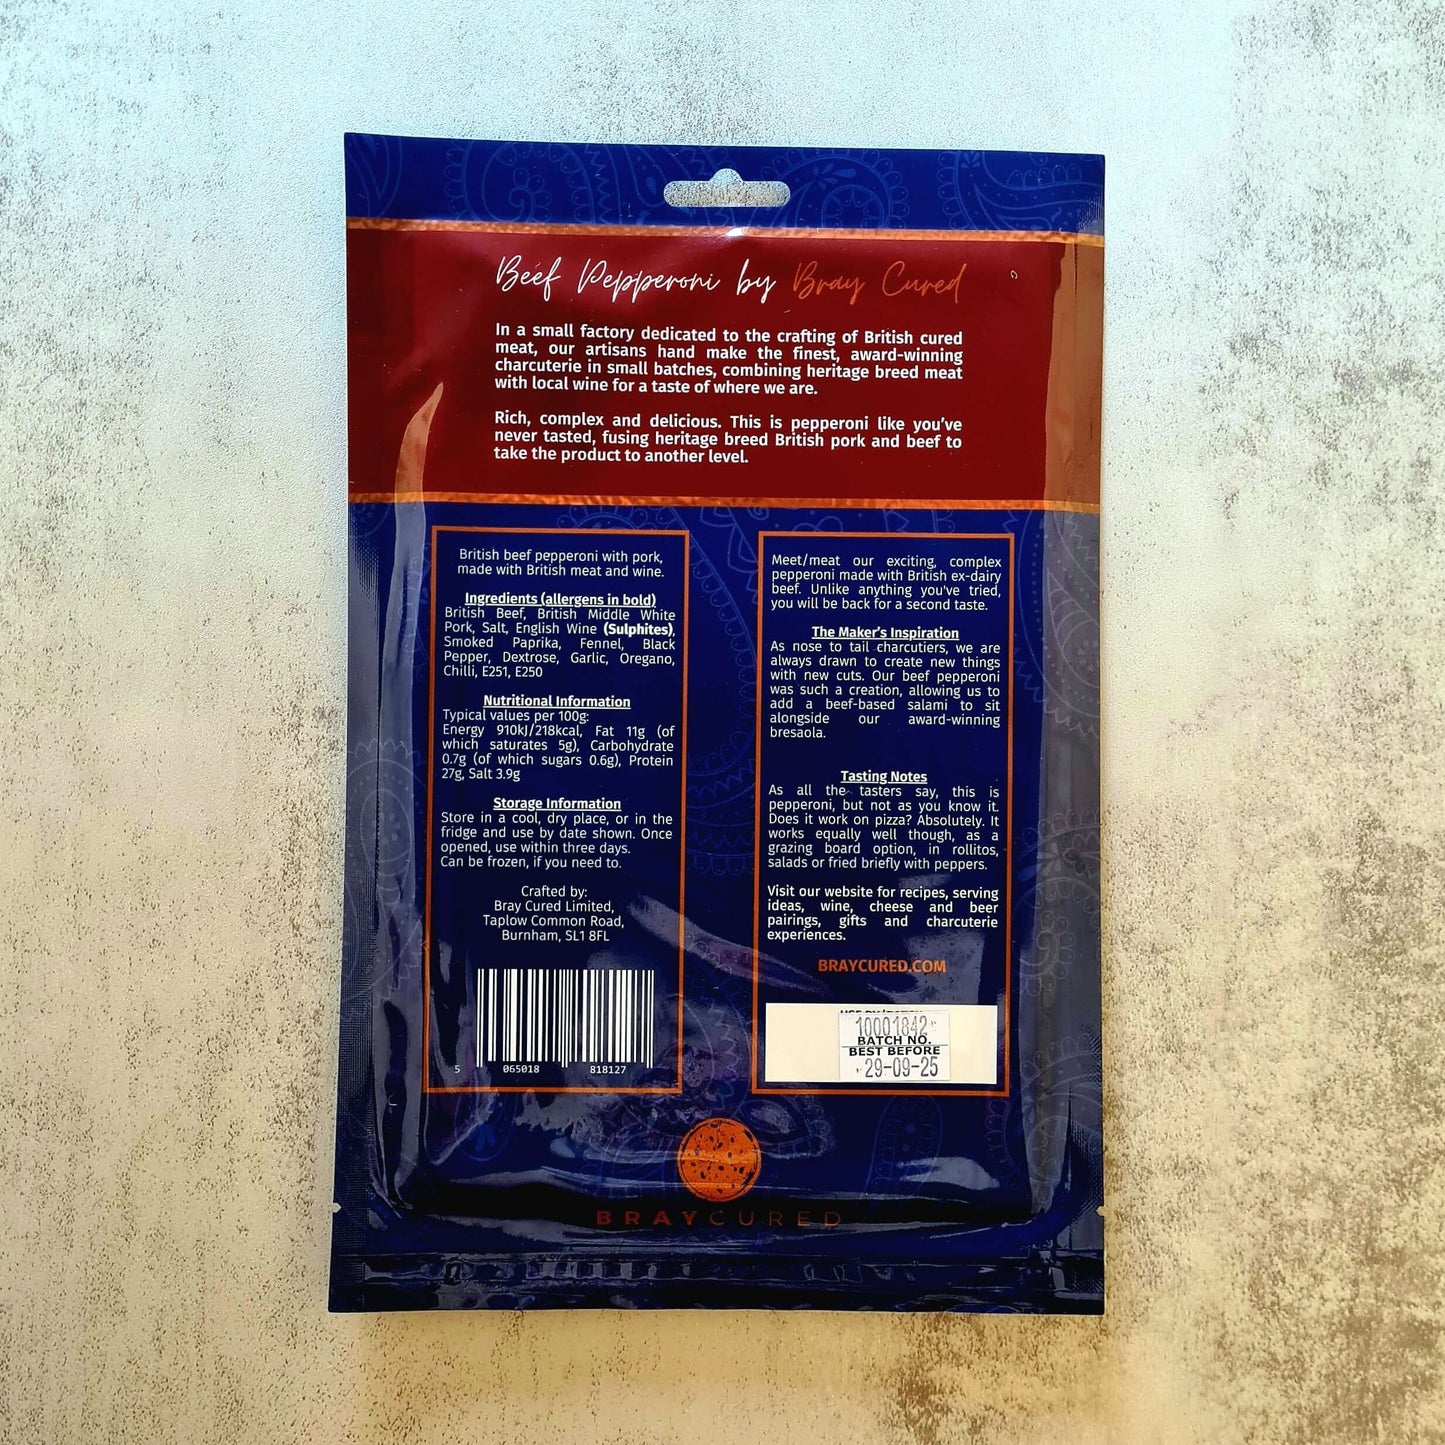 Beef Pepperoni by Bray Cured
In a small factory dedicated to the crafting of British cured
meat, our artisans hand make the finest, award-winning
charcuterie in small batches, combining heritage breed meat
with local wine for a taste of where we are.
Rich, complex and delicious. This is pepperoni like you've
never tasted, fusing heritage breed British pork and beef to
take the product to another level.
British beef pepperoni with pork,
made with British meat and wine.
Ingredients (allergens in bold)
British Beef, British Middle White
Pork, Salt, English Wine (Sulphites),
Smoked Paprika, Fennel, Black
Pepper, Dextrose, Garlic, Oregano,
Chilli, E251, E250
Nutritional Information
Typical values per 100g:
Energy 910kJ/218kcal, Fat 11g (of
which saturates 5g), Carbohydrate
0.7g (of which sugars 0.6g), Protein
27g, Salt 3.9g
Storage Information
Store in a cool, dry place, or in the
fridge and use by date shown. Once
opened, use within three days.
Can be frozen, if you need to.
Crafted by:
Bray Cured Limited,
Taplow Common Road,
Burnham, SL1 8FL
5 065018 818127
Meet/meat our exciting, complex
pepperoni made with British ex-dairy
beef. Unlike anything you've tried,
you will be back for a second taste.
The Maker's Inspiration
As nose to tail charcutiers, we are
always drawn to create new things
with new cuts. Our beef pepperoni
was such a creation, allowing us to
add a beef-based salami to sit
alongside our award-winning
bresaola.
Tasting Notes
As all the tasters say, this is
pepperoni, but not as you know it.
Does it work on pizza? Absolutely. It
works equally well though, as a
grazing board option, in rollitos,
salads or fried briefly with peppers.
Visit our website for recipes, serving
ideas, wine, cheese and beer
pairings, gifts and charcuterie
experiences.
BRAYCURED.COM
10001842
BATCH NO.
BEST BEFORE
29-09-25
BRAYCURED